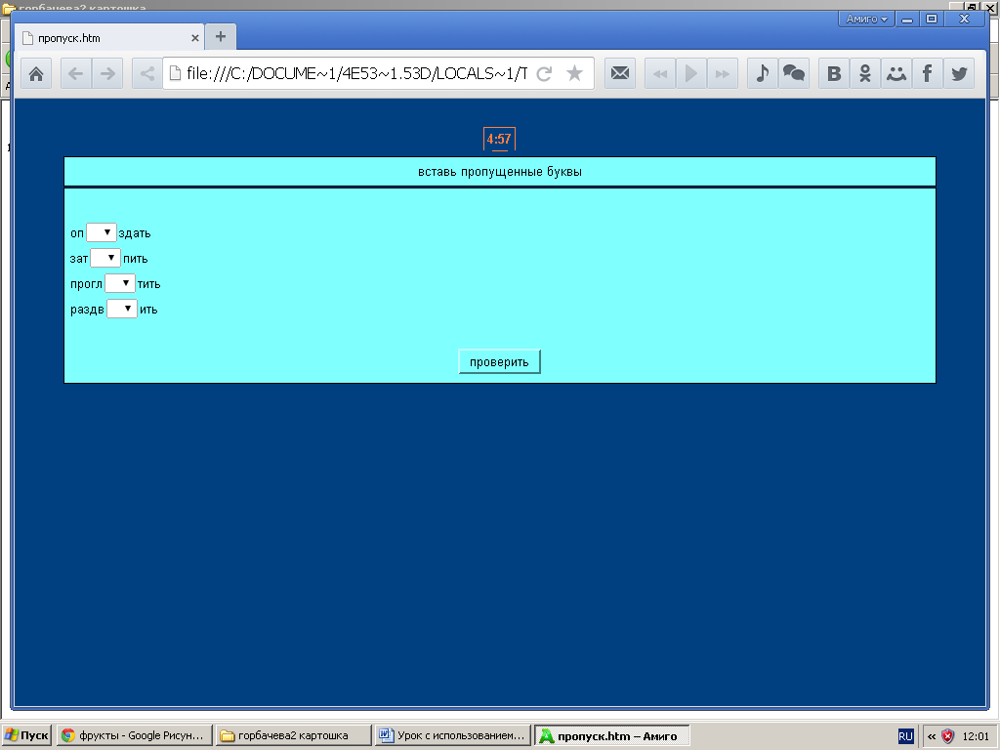 горбачева2 картошка
Амиго
пропуск.htm
file:///C:/DOCUME~1/4E53~1.53D/LOCALS~1/T
4:57
вставь пропущенные буквы
оп здать
зат пить
прогл тить
раздв ить
проверить
Пуск
фрукты - Google Рисун...
горбачева2 картошка
Урок с использованием...
пропуск.htm – Амиго
RU
12:01